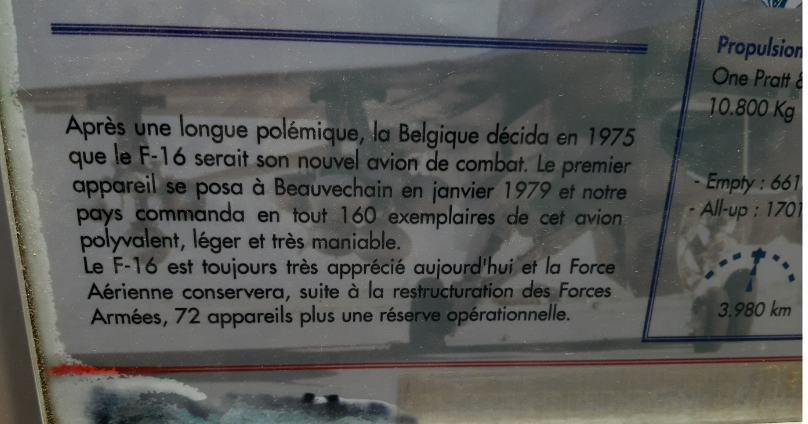 Après une longue polémique, la Belgique décida en 1975
que le F-16 serait son nouvel avion de combat. Le premier
appareil se posa à Beauvechain en janvier 1979 et notre
pays commanda en tout 160 exemplaires de cet avion
polyvalent, léger et très maniable.
Le F-16 est toujours très apprécié aujourd'hui et la Force
Aérienne conservera, suite à la restructuration des Forces
Armées, 72 appareils plus une réserve opérationnelle.
Propulsion
One Pratt &
10.800 Kg
- Empty : 661
- All-up : 1701
3.980 km